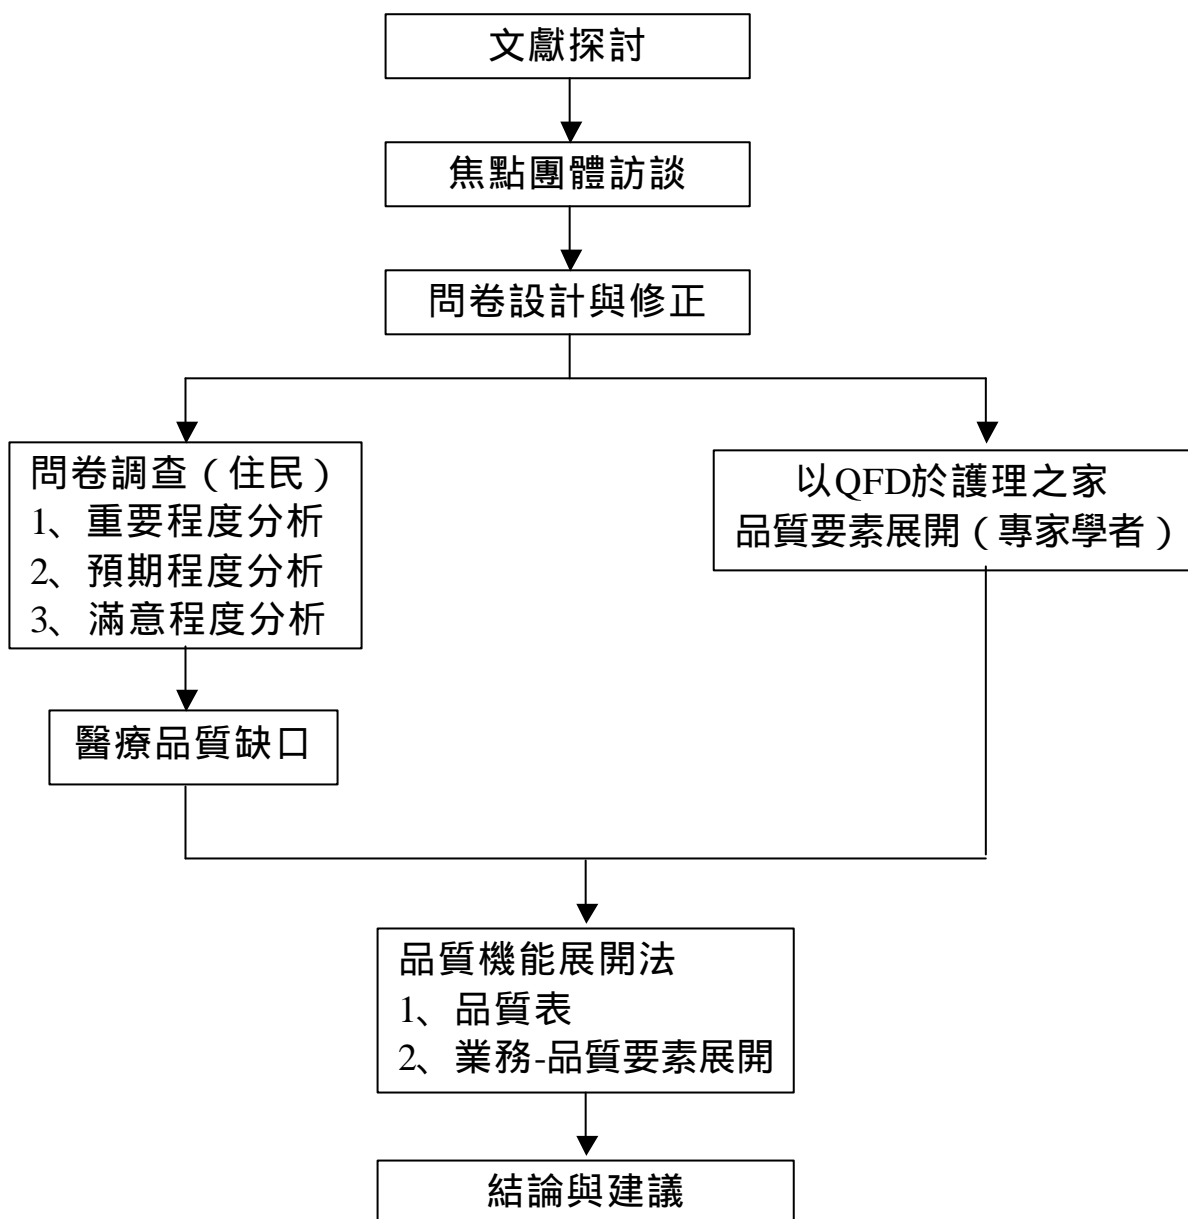 文獻探討
焦點團體訪談
問卷設計與修正
問卷調查（住民）
1、重要程度分析
2、預期程度分析
3、滿意程度分析
以QFD於護理之家
品質要素展開（專家學者）
醫療品質缺口
品質機能展開法
1、品質表
2、業務-品質要素展開
結論與建議